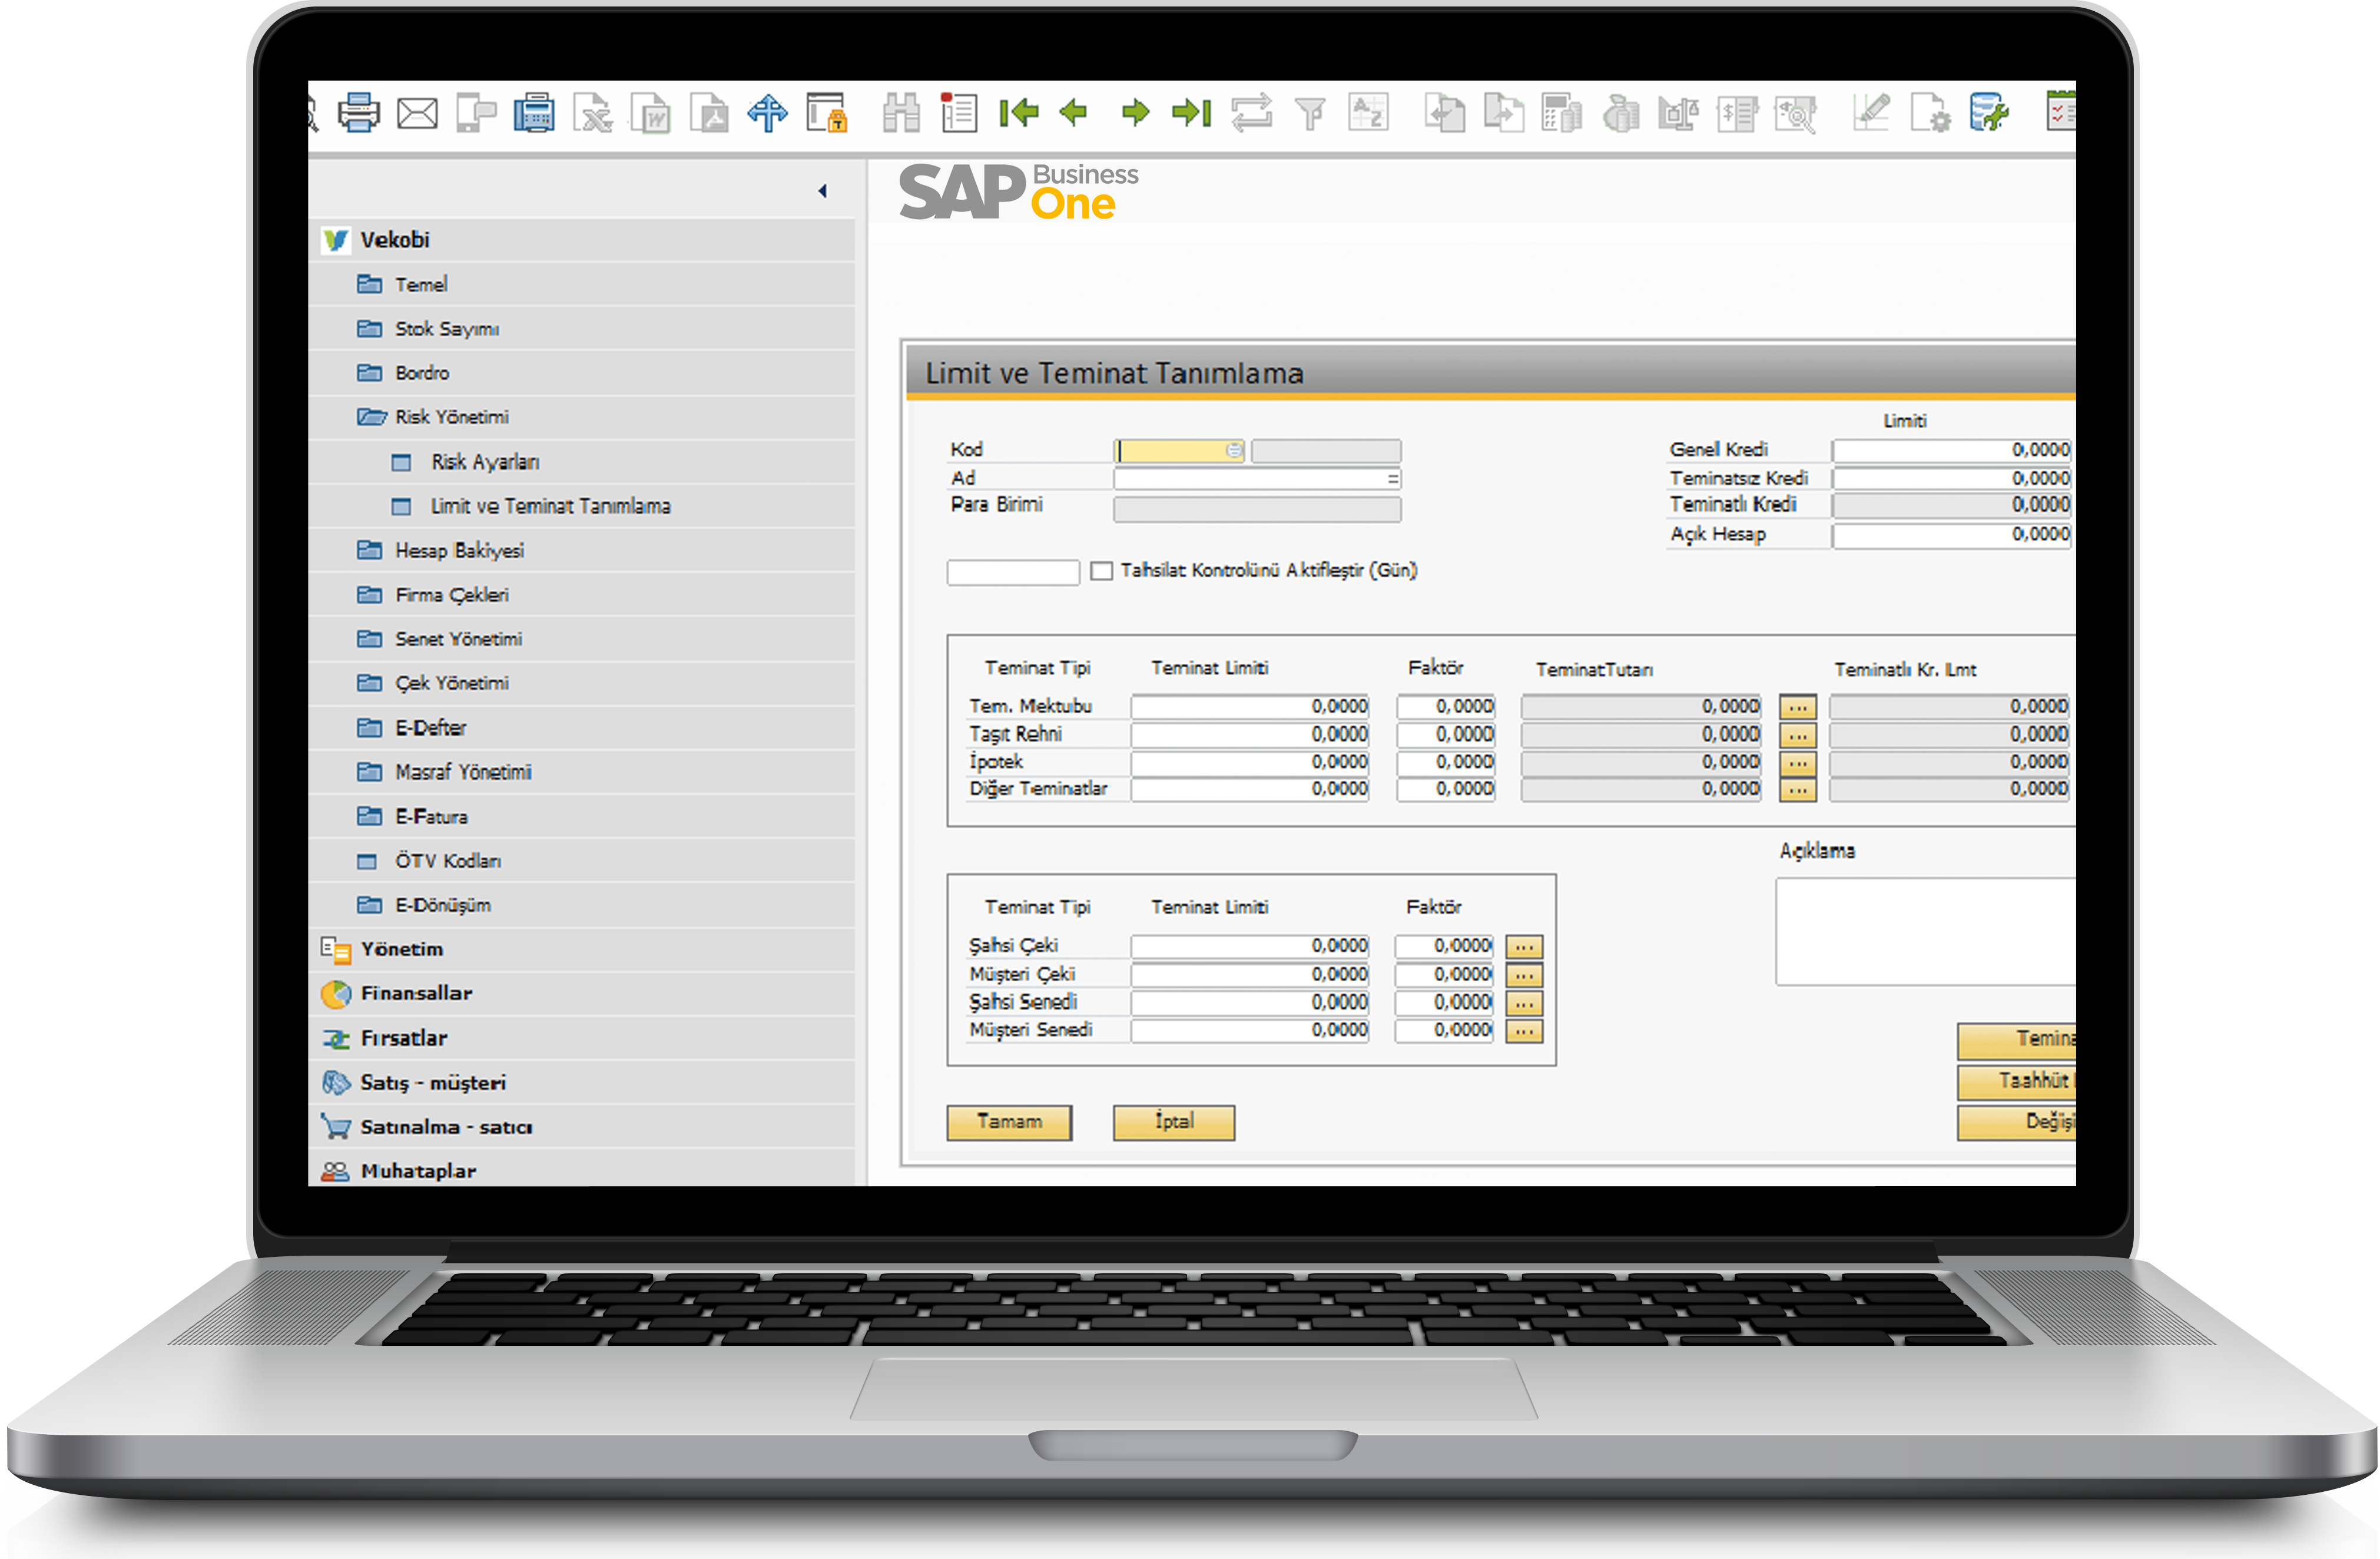 SAP Business One
Vekobi
Temel
Stok Sayımı
Bordro
Risk Yönetimi
Risk Ayarları
Limit ve Teminat Tanımlama
Hesap Bakiyesi
Firma Çekleri
Senet Yönetimi
Çek Yönetimi
E-Defter
Masraf Yönetimi
E-Fatura
ÖTV Kodları
E-Dönüşüm
Yönetim
Finansallar
Fırsatlar
Satış - müşteri
Satınalma - satıcı
Muhataplar
Limit ve Teminat Tanımlama
Limiti
Kod
Genel Kredi 0,0000
Ad =
Teminatsız Kredi 0,0000
Para Birimi
Teminatlı Kredi 0,0000
Açık Hesap 0,0000
Tahsilat Kontrolünü Aktifleştir (Gün)
Teminat Tipi Teminat Limiti Faktör TeminatTutarı Teminatlı Kr. Lmt
Tem. Mektubu 0,0000 0,0000 0,0000 ... 0,0000
Taşıt Rehni 0,0000 0,0000 0,0000 ... 0,0000
İpotek 0,0000 0,0000 0,0000 ... 0,0000
Diğer Teminatlar 0,0000 0,0000 0,0000 ... 0,0000
Açıklama
Teminat Tipi Teminat Limiti Faktör
Şahsi Çeki 0,0000 0,0000 ...
Müşteri Çeki 0,0000 0,0000 ...
Şahsi Senedi 0,0000 0,0000 ...
Müşteri Senedi 0,0000 0,0000 ...
Temina
Taahhüt
Değişi
Tamam İptal